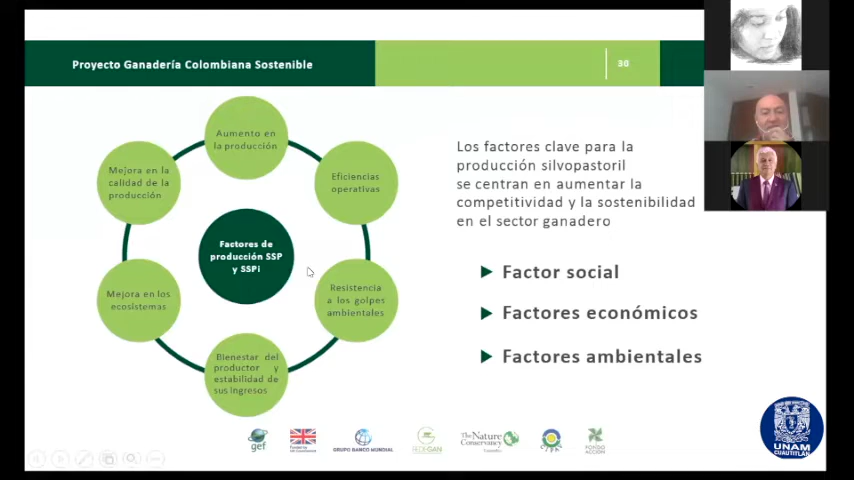 Proyecto Ganadería Colombiana Sostenible
30
Aumento en
la producción
Mejora en la
calidad de la
producción
Eficiencias
operativas
Factores de
producción SSP
y SSPi
Mejora en los
ecosistemas
Resistencia
a los golpes
ambientales
Bienestar del
productor y
estabilidad de
sus ingresos
Los factores clave para la
producción silvopastoril
se centran en aumentar la
competitividad y la sostenibilidad
en el sector ganadero
Factor social
Factores económicos
Factores ambientales
gef
GRUPO BANCO MUNDIAL
The Nature
Conservancy
FONDO
ACCIÓN
UNAM
CUAUTITLÁN